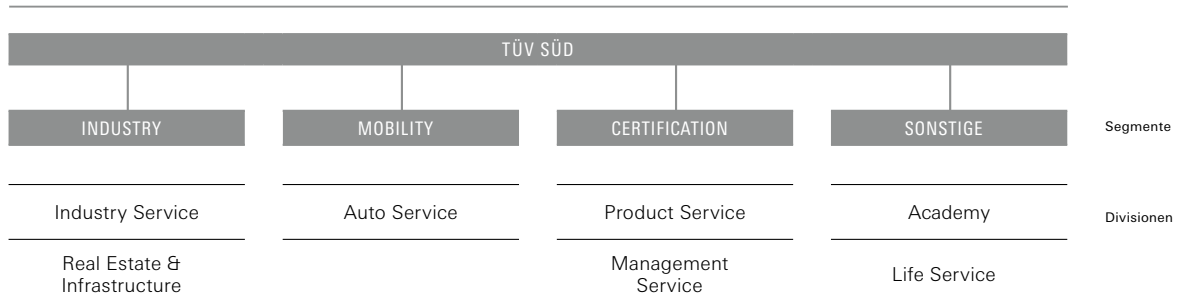 TÜV SÜD
INDUSTRY
MOBILITY
CERTIFICATION
SONSTIGE
Segmente
Industry Service
Auto Service
Product Service
Academy
Divisionen
Real Estate &
Infrastructure
Management
Service
Life Service